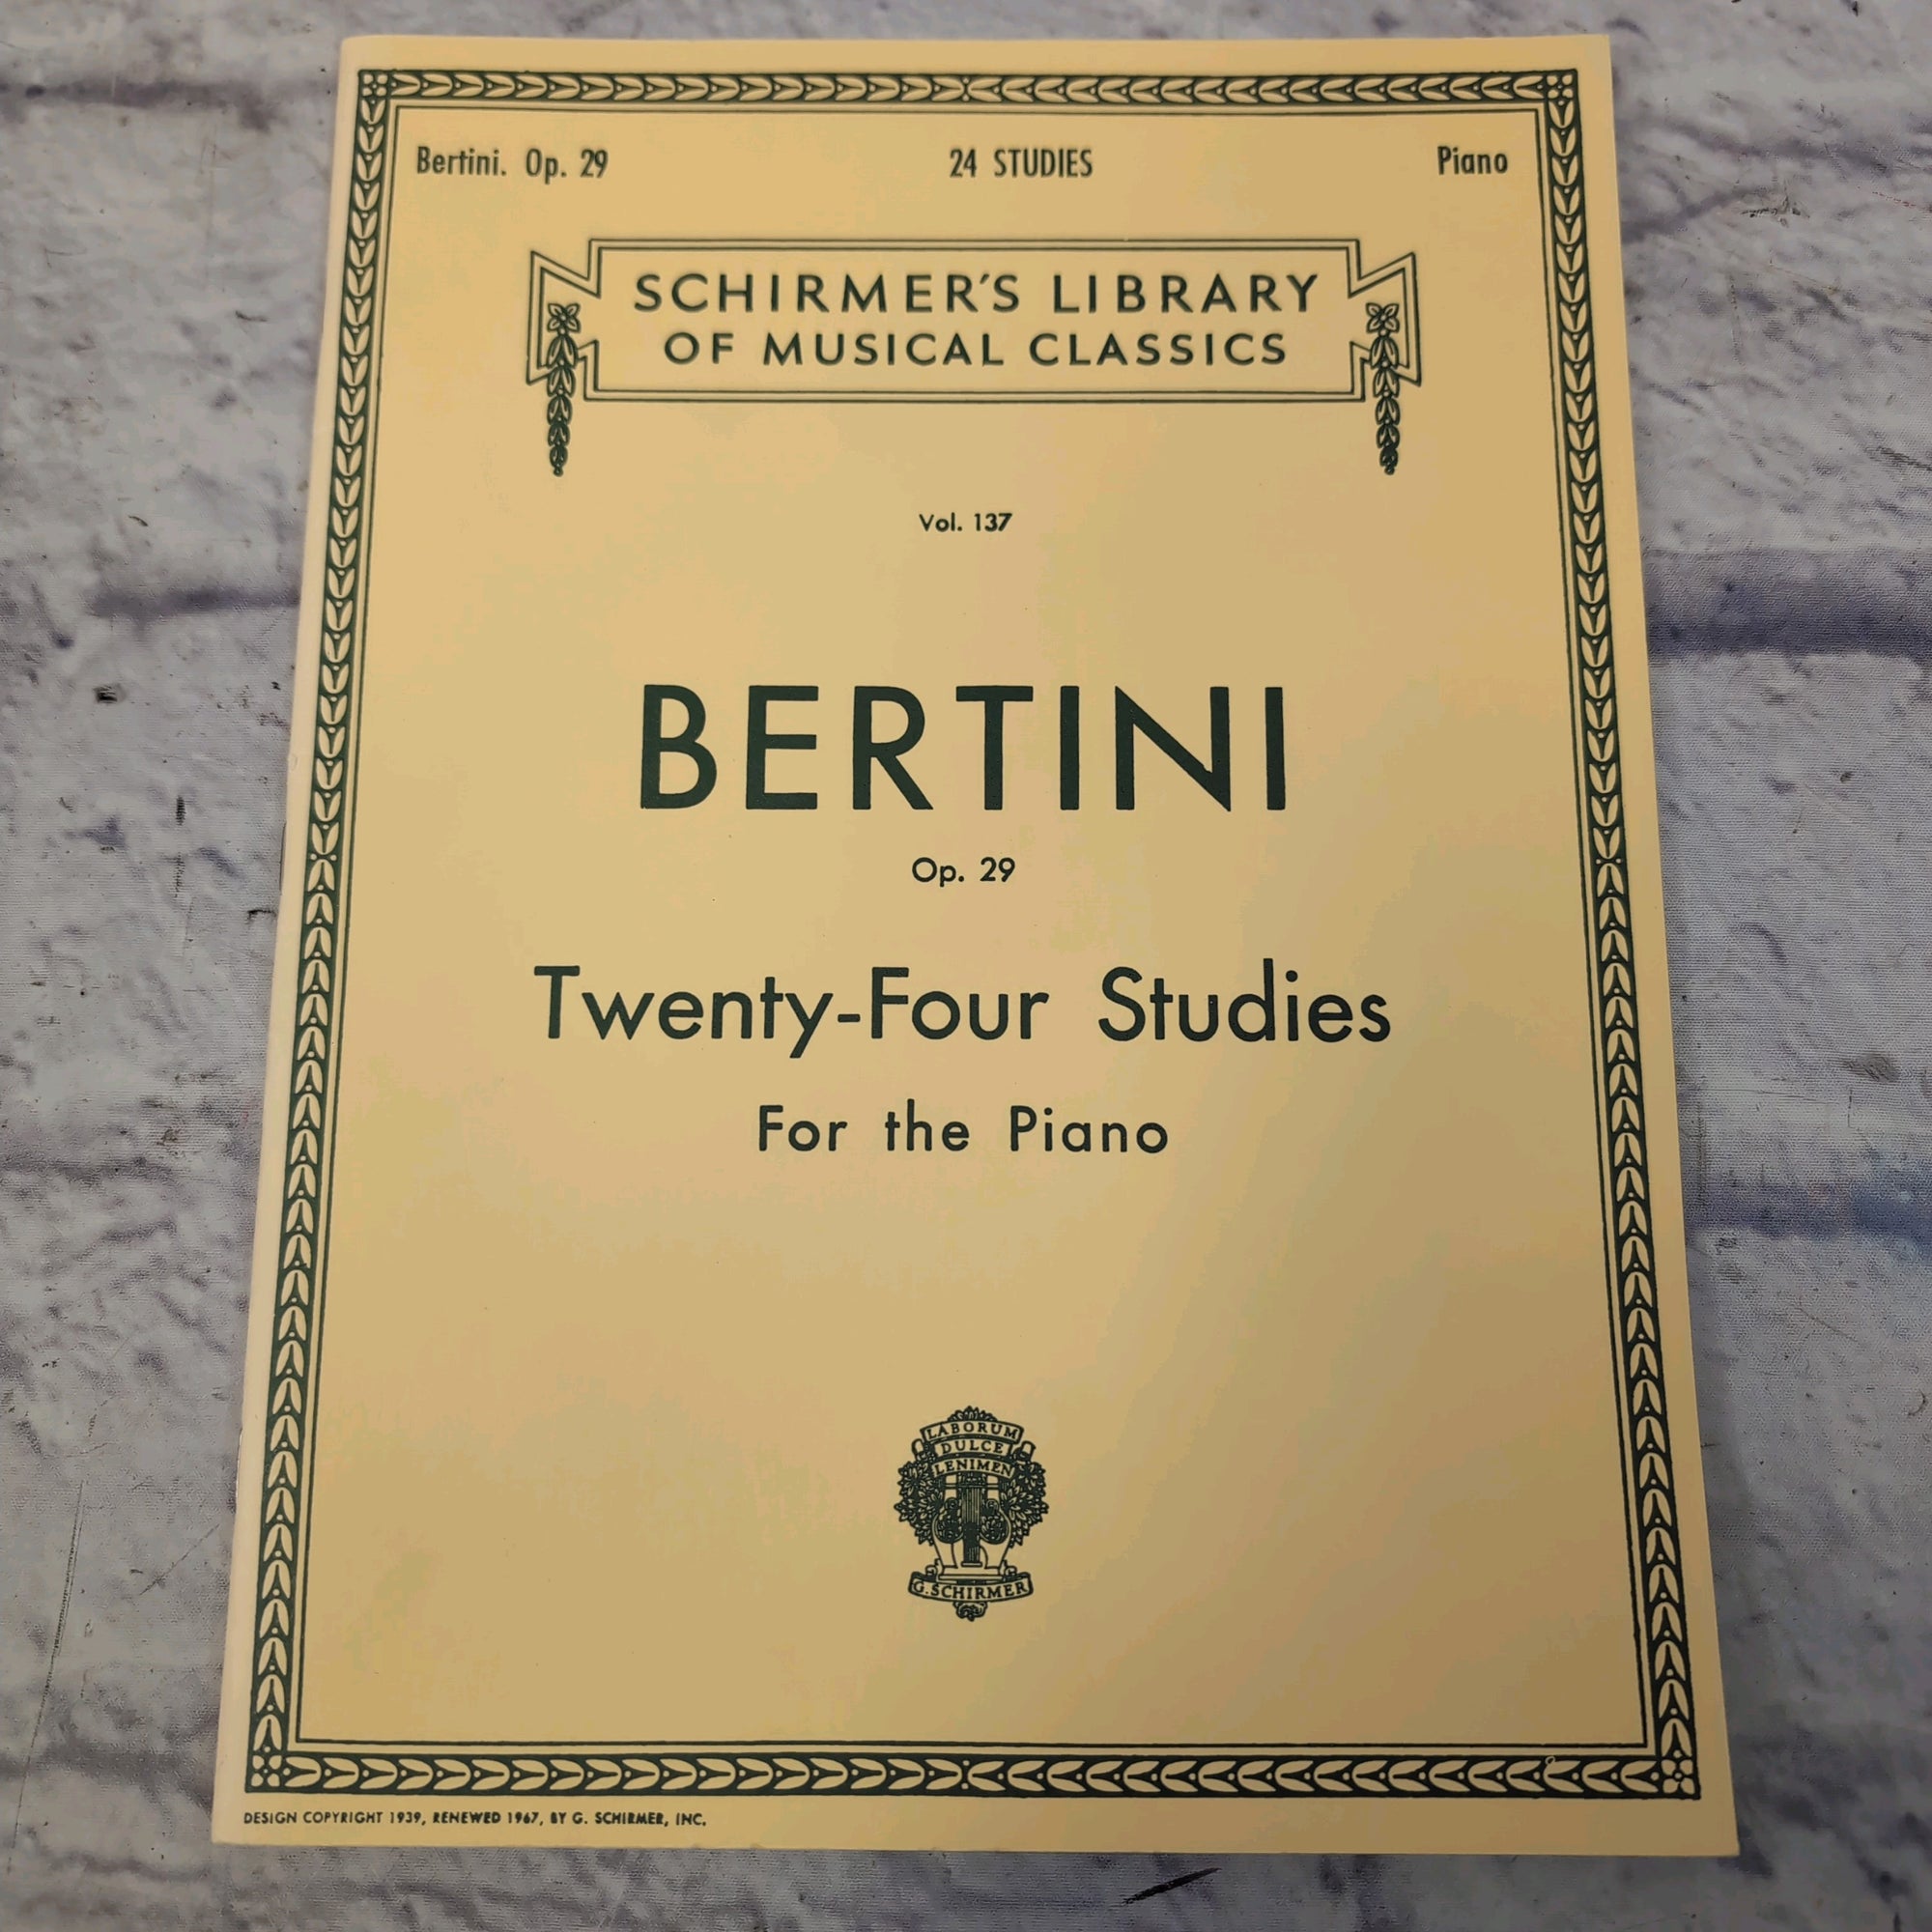 Bertini. Op. 29 24 STUDIES Piano
SCHIRMER'S LIBRARY
OF MUSICAL CLASSICS
Vol. 137
BERTINI
Op. 29
Twenty-Four Studies
For the Piano
LABORUM
DULCE
LENIMEN
G. SCHIRMER
DESIGN COPYRIGHT 1939, RENEWED 1967, BY G. SCHIRMER, INC.